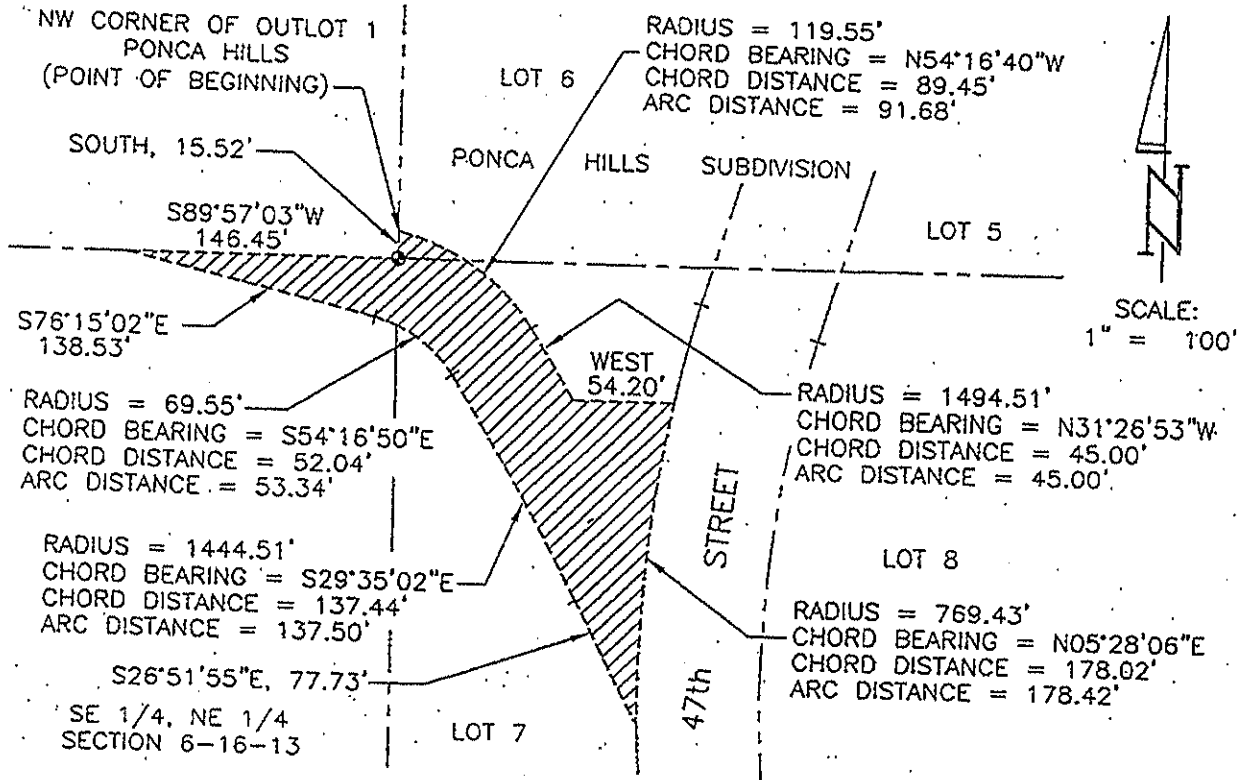 NW CORNER OF OUTLOT 1
PONCA HILLS
(POINT OF BEGINNING)
SOUTH, 15.52'
S89°57'03"W
146.45'
S76°15'02"E
138.53'
RADIUS = 69.55'
CHORD BEARING = S54°16'50"E
CHORD DISTANCE = 52.04'
ARC DISTANCE = 53.34'
RADIUS = 1444.51'
CHORD BEARING = S29°35'02"E
CHORD DISTANCE = 137.44'
ARC DISTANCE = 137.50'
S26°51'55"E, 77.73'
SE 1/4, NE 1/4
SECTION 6-16-13
LOT 6
PONCA HILLS SUBDIVISION
RADIUS = 119.55'
CHORD BEARING = N54°16'40"W
CHORD DISTANCE = 89.45'
ARC DISTANCE = 91.68'
LOT 5
WEST
54.20'
RADIUS = 1494.51'
CHORD BEARING = N31°26'53"W
CHORD DISTANCE = 45.00'
ARC DISTANCE = 45.00'
47th STREET
LOT 8
RADIUS = 769.43'
CHORD BEARING = N05°28'06"E
CHORD DISTANCE = 178.02'
ARC DISTANCE = 178.42'
LOT 7
N
SCALE:
1" = 100'